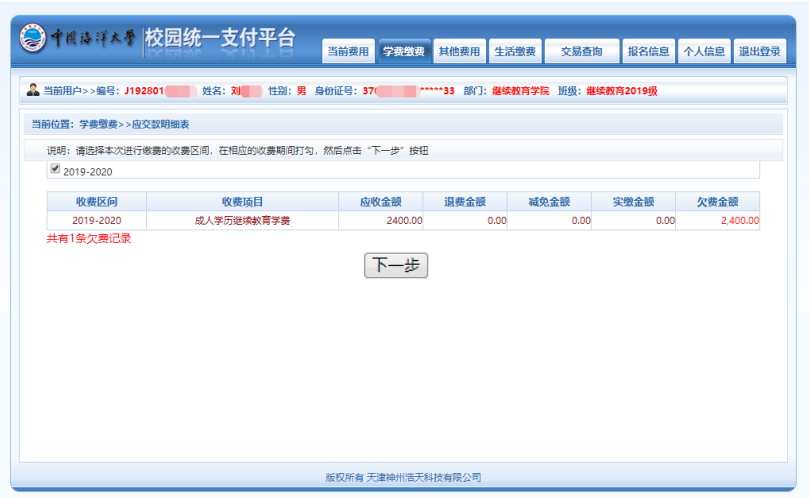 中国海洋大学 校园统一支付平台
当前费用 学费缴费 其他费用 生活缴费 交易查询 报名信息 个人信息 退出登录
当前用户>>编号：J192801 姓名：刘 性别：男 身份证号：37 *****33 部门：继续教育学院 班级：继续教育2019级
当前位置：学费缴费>>应交款明细表
说明：请选择本次进行缴费的收费区间，在相应的收费期间打勾，然后点击“下一步”按钮
2019-2020
收费区间 收费项目 应收金额 退费金额 减免金额 实缴金额 欠费金额
2019-2020 成人学历继续教育学费 2400.00 0.00 0.00 0.00 2,400.00
共有1条欠费记录
下一步
版权所有 天津神州浩天科技有限公司